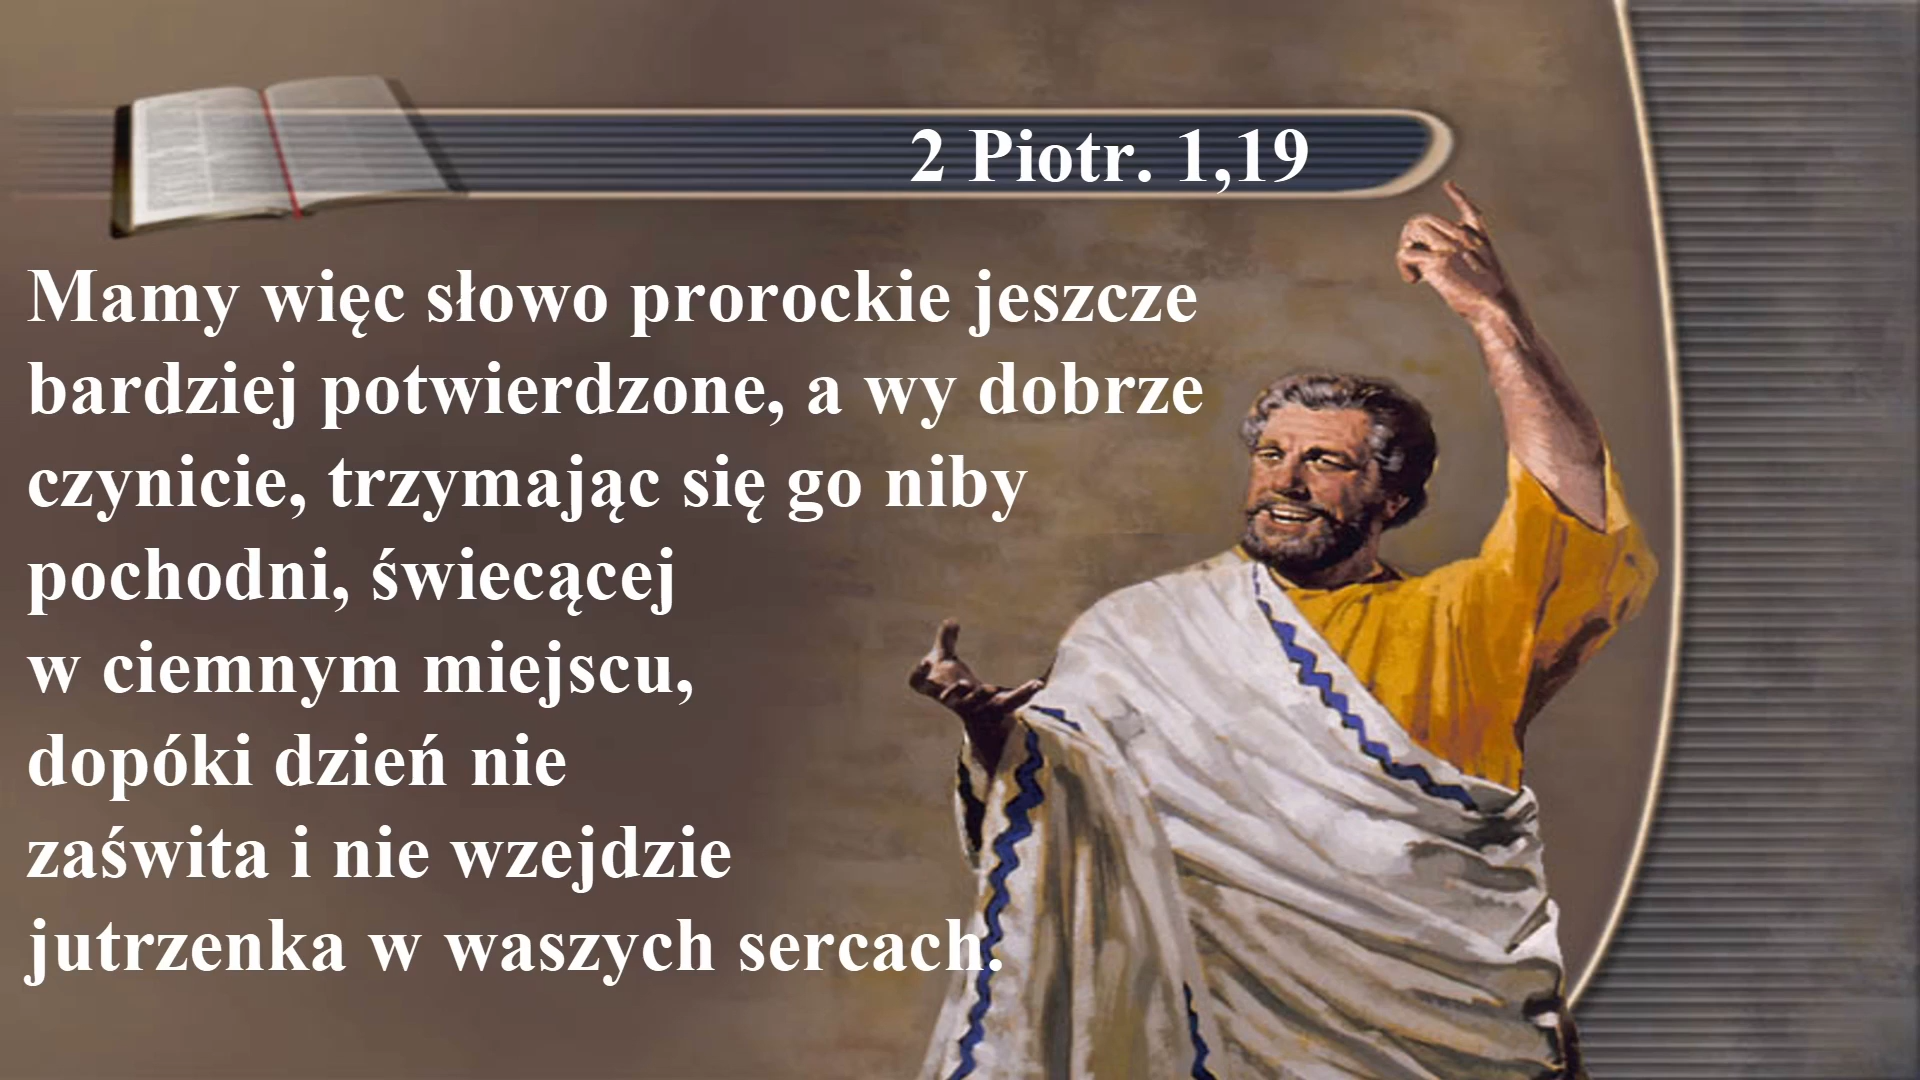 2 Piotr. 1,19
Mamy więc słowo prorockie jeszcze
bardziej potwierdzone, a wy dobrze
czynicie, trzymając się go niby
pochodni, świecącej
w ciemnym miejscu,
dopóki dzień nie
zaświta i nie wzejdzie
jutrzenka w waszych sercach.